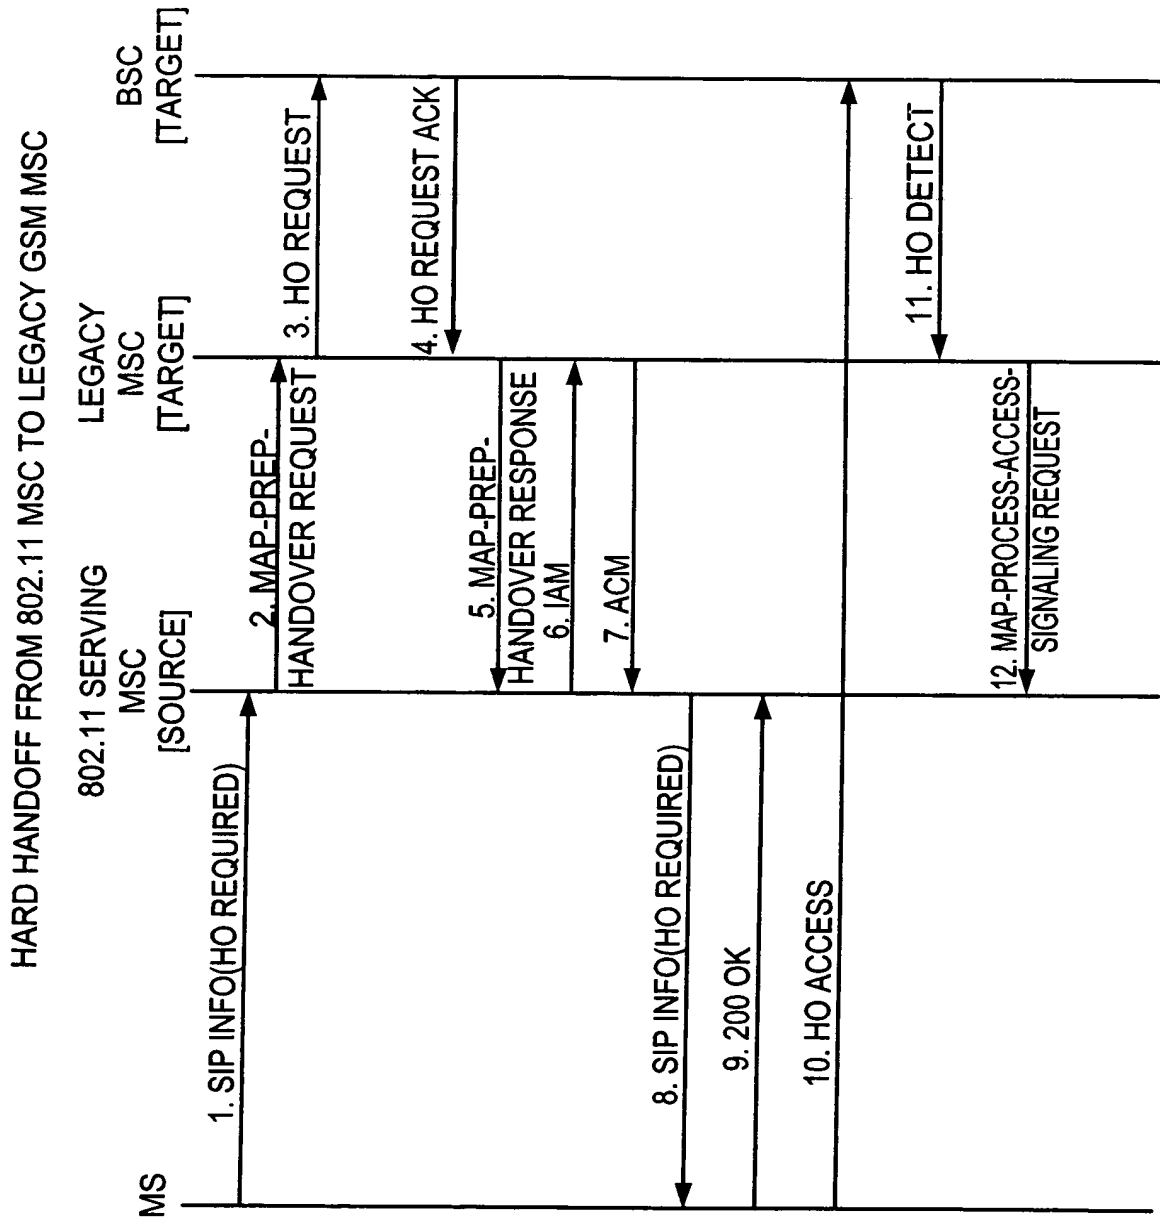 HARD HANDOFF FROM 802.11 MSC TO LEGACY GSM MSC
MS
802.11 SERVING
MSC
[SOURCE]
LEGACY
MSC
[TARGET]
BSC
[TARGET]
1. SIP INFO(HO REQUIRED)
2. MAP-PREP-
HANDOVER REQUEST
3. HO REQUEST
4. HO REQUEST ACK
5. MAP-PREP-
HANDOVER RESPONSE
6. IAM
7. ACM
8. SIP INFO(HO REQUIRED)
9. 200 OK
10. HO ACCESS
11. HO DETECT
12. MAP-PROCESS-ACCESS-
SIGNALING REQUEST